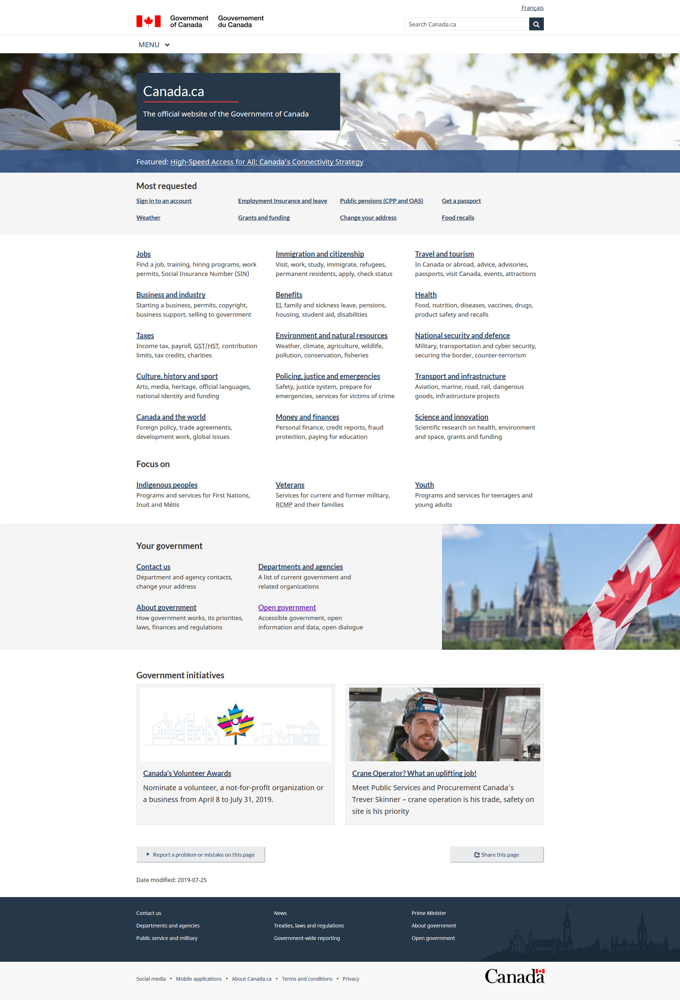 Français
Government
of Canada
Gouvernement
du Canada
Search Canada.ca
MENU
Canada.ca
The official website of the Government of Canada
Featured: High-Speed Access for All: Canada’s Connectivity Strategy
Most requested
Sign in to an account
Employment Insurance and leave
Public pensions (CPP and OAS)
Get a passport
Weather
Grants and funding
Change your address
Food recalls
Jobs
Find a job, training, hiring programs, work
permits, Social Insurance Number (SIN)
Immigration and citizenship
Visit, work, study, immigrate, refugees,
permanent residents, apply, check status
Travel and tourism
In Canada or abroad, advice, advisories,
passports, visit Canada, events, attractions
Business and industry
Starting a business, permits, copyright,
business support, selling to government
Benefits
EI, family and sickness leave, pensions,
housing, student aid, disabilities
Health
Food, nutrition, diseases, vaccines, drugs,
product safety and recalls
Taxes
Income tax, payroll, GST/HST, contribution
limits, tax credits, charities
Environment and natural resources
Weather, climate, agriculture, wildlife,
pollution, conservation, fisheries
National security and defence
Military, transportation and cyber security,
securing the border, counter-terrorism
Culture, history and sport
Arts, media, heritage, official languages,
national identity and funding
Policing, justice and emergencies
Safety, justice system, prepare for
emergencies, services for victims of crime
Transport and infrastructure
Aviation, marine, road, rail, dangerous
goods, infrastructure projects
Canada and the world
Foreign policy, trade agreements,
development work, global issues
Money and finances
Personal finance, credit reports, fraud
protection, paying for education
Science and innovation
Scientific research on health, environment
and space, grants and funding
Focus on
Indigenous peoples
Programs and services for First Nations,
Inuit and Métis
Veterans
Services for current and former military,
RCMP and their families
Youth
Programs and services for teenagers and
young adults
Your government
Contact us
Department and agency contacts,
change your address
Departments and agencies
A list of current government and
related organizations
About government
How government works, its priorities,
laws, finances and regulations
Open government
Accessible government, open
information and data, open dialogue
Government initiatives
Canada’s Volunteer Awards
Nominate a volunteer, a not-for-profit organization or
a business from April 8 to July 31, 2019.
Crane Operator? What an uplifting job!
Meet Public Services and Procurement Canada’s
Trever Skinner – crane operation is his trade, safety on
site is his priority
Report a problem or mistake on this page
Share this page
Date modified: 2019-07-25
Contact us
News
Prime Minister
Departments and agencies
Treaties, laws and regulations
About government
Public service and military
Government-wide reporting
Open government
Social media • Mobile applications • About Canada.ca • Terms and conditions • Privacy
Canada